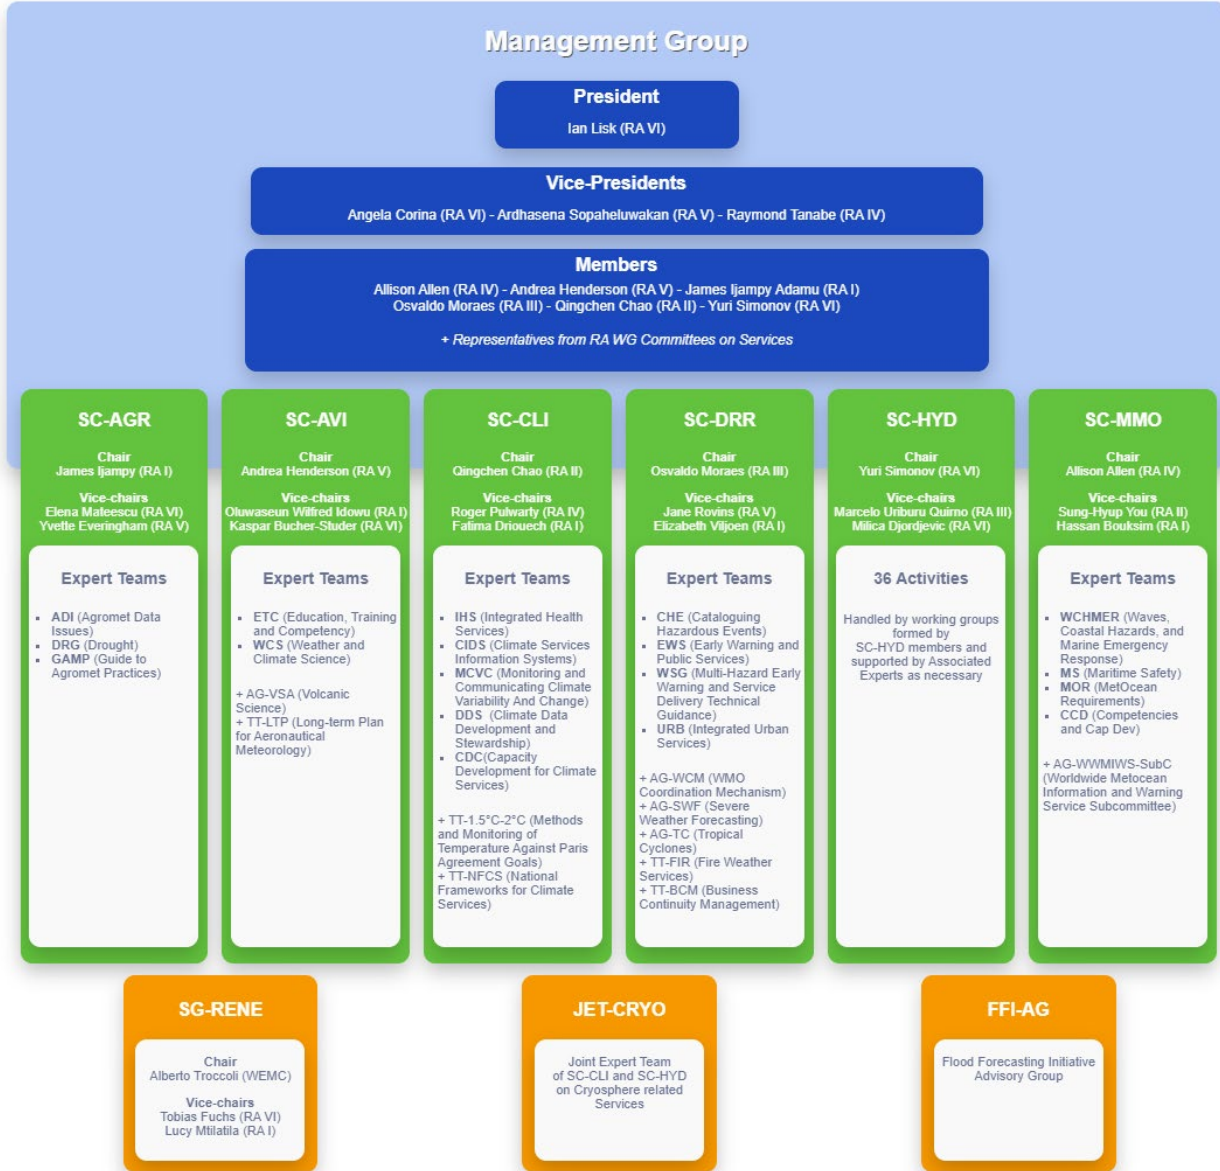 Management Group
President
Ian Lisk (RA VI)
Vice-Presidents
Angela Corina (RA VI) - Ardhasena Sopaheluwakan (RA V) - Raymond Tanabe (RA IV)
Members
Allison Allen (RA IV) - Andrea Henderson (RA V) - James Ijampy Adamu (RA I)
Osvaldo Moraes (RA III) - Qingchen Chao (RA II) - Yuri Simonov (RA VI)
+ Representatives from RA WG Committees on Services
SC-AGR
Chair
James Ijampy (RA I)
Vice-chairs
Elena Mateescu (RA VI)
Yvette Everingham (RA V)
Expert Teams
▪ ADI (Agromet Data
Issues)
▪ DRG (Drought)
▪ GAMP (Guide to
Agromet Practices)
SC-AVI
Chair
Andrea Henderson (RA V)
Vice-chairs
Oluwaseun Wilfred Idowu (RA I)
Kaspar Bucher-Studer (RA VI)
Expert Teams
▪ ETC (Education, Training
and Competency)
▪ WCS (Weather and
Climate Science)
+ AG-VSA (Volcanic
Science)
+ TT-LTP (Long-term Plan
for Aeronautical
Meteorology)
SC-CLI
Chair
Qingchen Chao (RA II)
Vice-chairs
Roger Pulwarty (RA IV)
Fatima Driouech (RA I)
Expert Teams
▪ IHS (Integrated Health
Services)
▪ CIDS (Climate Services
Information Systems)
▪ MCVC (Monitoring and
Communicating Climate
Variability And Change)
▪ DDS (Climate Data
Development and
Stewardship)
▪ CDC(Capacity
Development for Climate
Services)
+ TT-1.5°C-2°C (Methods
and Monitoring of
Temperature Against Paris
Agreement Goals)
+ TT-NFCS (National
Frameworks for Climate
Services)
SC-DRR
Chair
Osvaldo Moraes (RA III)
Vice-chairs
Jane Rovins (RA V)
Elizabeth Viljoen (RA I)
Expert Teams
▪ CHE (Cataloguing
Hazardous Events)
▪ EWS (Early Warning and
Public Services)
▪ WSG (Multi-Hazard Early
Warning and Service
Delivery Technical
Guidance)
▪ URB (Integrated Urban
Services)
+ AG-WCM (WMO
Coordination Mechanism)
+ AG-SWF (Severe
Weather Forecasting)
+ AG-TC (Tropical
Cyclones)
+ TT-FIR (Fire Weather
Services)
+ TT-BCM (Business
Continuity Management)
SC-HYD
Chair
Yuri Simonov (RA VI)
Vice-chairs
Marcelo Uriburu Quirno (RA III)
Milica Djordjevic (RA VI)
36 Activities
Handled by working groups
formed by
SC-HYD members and
supported by Associated
Experts as necessary
SC-MMO
Chair
Allison Allen (RA IV)
Vice-chairs
Sung-Hyup You (RA II)
Hassan Bouksim (RA I)
Expert Teams
▪ WCHMER (Waves,
Coastal Hazards, and
Marine Emergency
Response)
▪ MS (Maritime Safety)
▪ MOR (MetOcean
Requirements)
▪ CCD (Competencies
and Cap Dev)
+ AG-WWMIWS-SubC
(Worldwide Metocean
Information and Warning
Service Subcommittee)
SG-RENE
Chair
Alberto Troccoli (WEMC)
Vice-chairs
Tobias Fuchs (RA VI)
Lucy Mtilatila (RA I)
JET-CRYO
Joint Expert Team
of SC-CLI and SC-HYD
on Cryosphere related
Services
FFI-AG
Flood Forecasting Initiative
Advisory Group